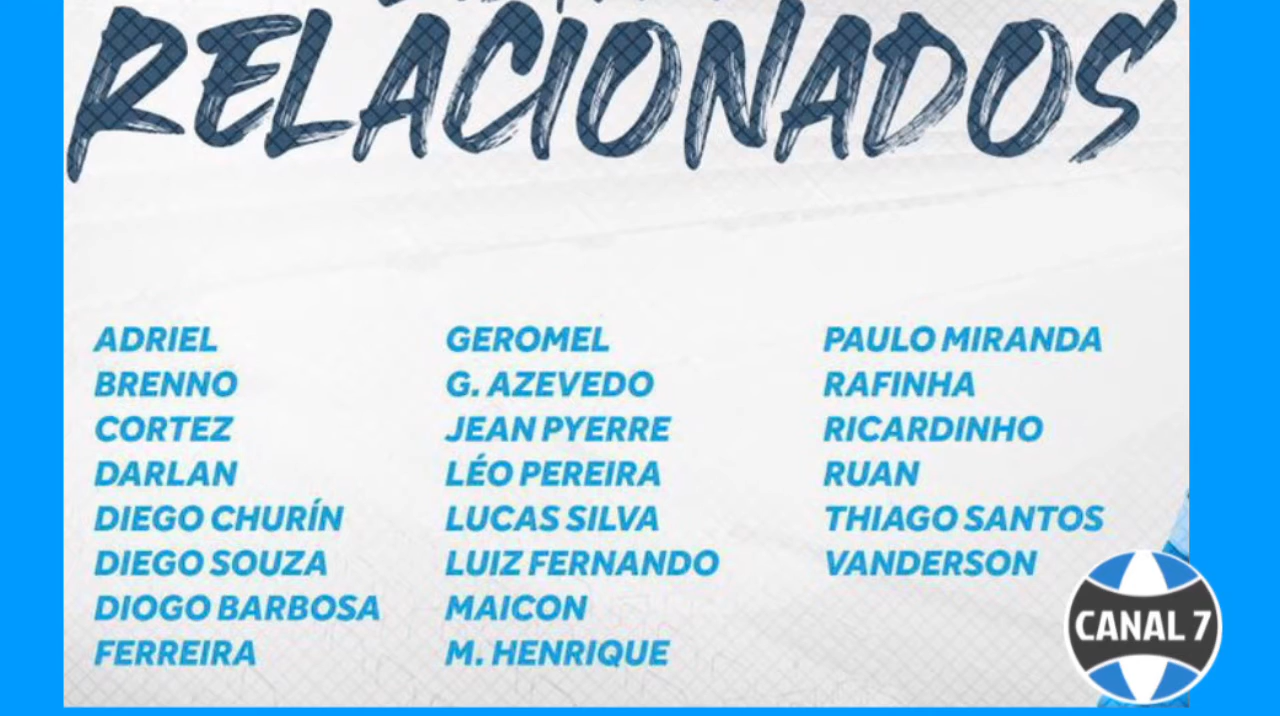 RELACIONADOS
ADRIEL
BRENNO
CORTEZ
DARLAN
DIEGO CHURÍN
DIEGO SOUZA
DIOGO BARBOSA
FERREIRA
GEROMEL
G. AZEVEDO
JEAN PYERRE
LÉO PEREIRA
LUCAS SILVA
LUIZ FERNANDO
MAICON
M. HENRIQUE
PAULO MIRANDA
RAFINHA
RICARDINHO
RUAN
THIAGO SANTOS
VANDERSON
CANAL 7